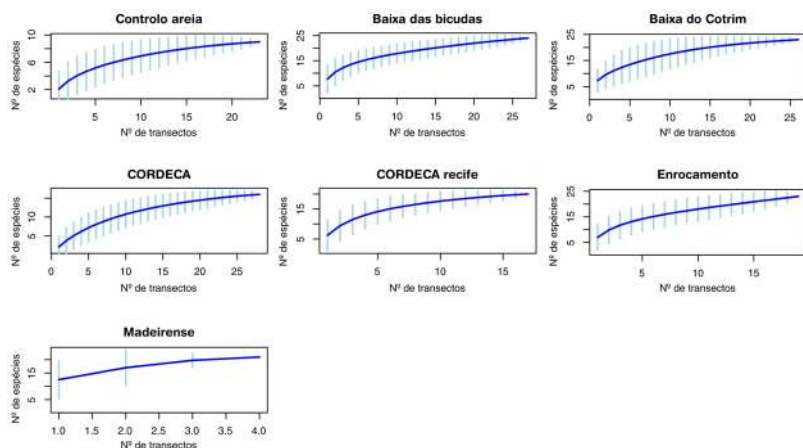 Controlo areia
Nº de espécies
2 6 10
5 10 15 20
Nº de transectos
Baixa das bicudas
Nº de espécies
5 15 25
0 5 10 15 20 25
Nº de transectos
Baixa do Cotrim
Nº de espécies
5 15 25
0 5 10 15 20 25
Nº de transectos
CORDECA
Nº de espécies
5 10
0 5 10 15 20 25
Nº de transectos
CORDECA recife
Nº de espécies
5 15
5 10 15
Nº de transectos
Enrocamento
Nº de espécies
5 15 25
5 10 15
Nº de transectos
Madeirense
Nº de espécies
5 15
1.0 1.5 2.0 2.5 3.0 3.5 4.0
Nº de transectos